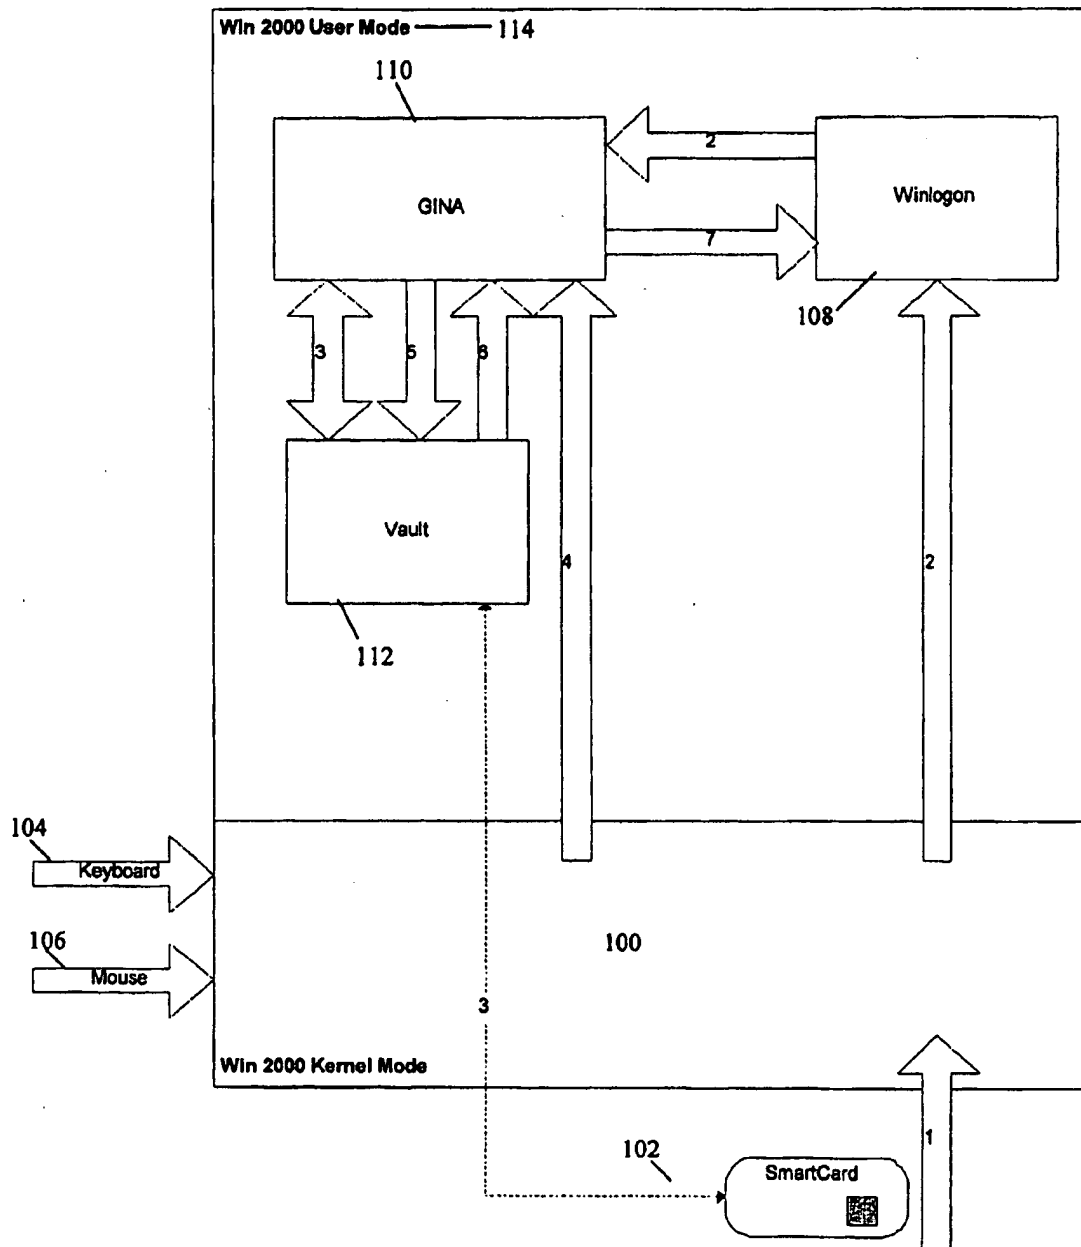 Win 2000 User Mode
114
110
2
GINA
Winlogon
7
108
3
5
6
Vault
4
2
112
104
Keyboard
100
106
Mouse
3
Win 2000 Kernel Mode
1
102
SmartCard